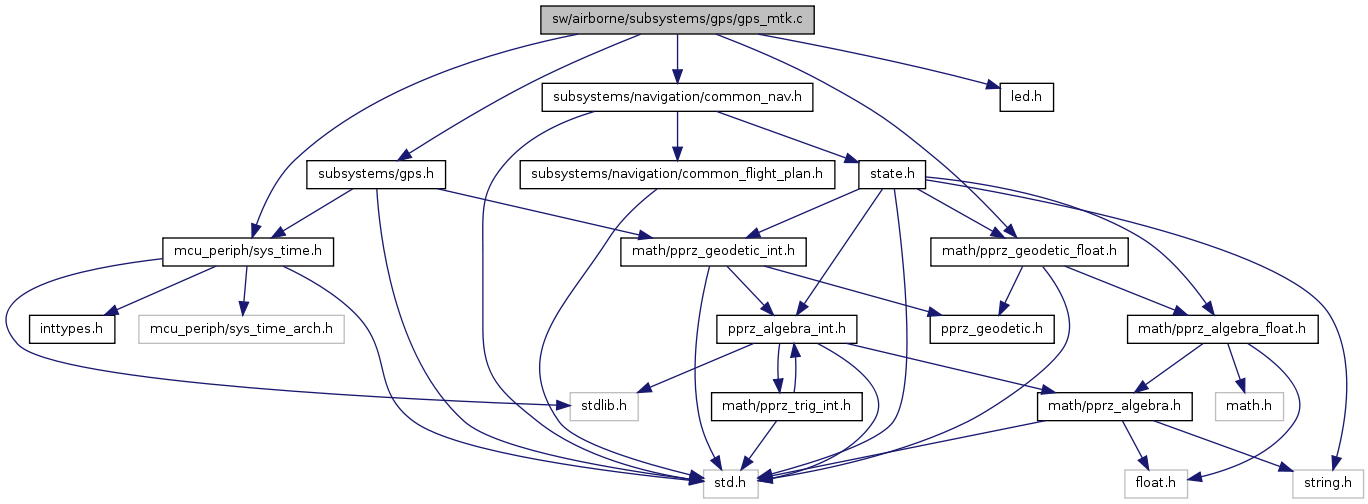 sw/airborne/subsystems/gps/gps_mtk.c
subsystems/navigation/common_nav.h
led.h
subsystems/gps.h
subsystems/navigation/common_flight_plan.h
state.h
mcu_periph/sys_time.h
math/pprz_geodetic_int.h
math/pprz_geodetic_float.h
inttypes.h
mcu_periph/sys_time_arch.h
pprz_algebra_int.h
pprz_geodetic.h
math/pprz_algebra_float.h
stdlib.h
math/pprz_trig_int.h
math/pprz_algebra.h
math.h
std.h
float.h
string.h